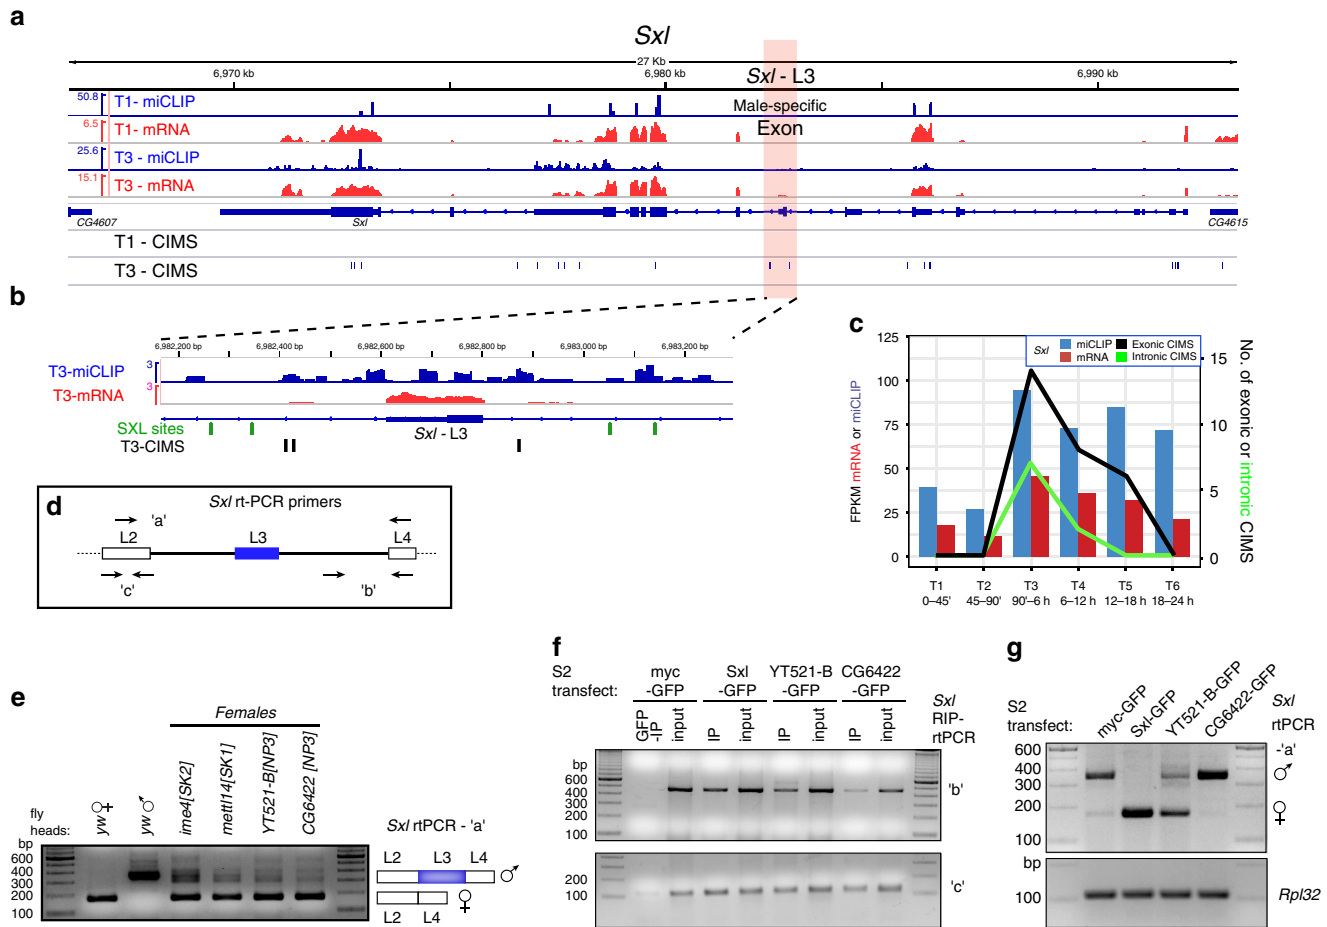 a
Sxl
27 Kb
6,970 kb
6,980 kb
6,990 kb
Sxl - L3
Male-specific
Exon
50.8
T1- miCLIP
6.5
T1- mRNA
25.6
T3 - miCLIP
15.1
T3 - mRNA
CG4607
Sxl
CG4615
T1 - CIMS
T3 - CIMS
b
6,982,200 bp
6,982,400 bp
6,982,600 bp
6,982,800 bp
6,983,000 bp
6,983,200 bp
T3-miCLIP
3
T3-mRNA
3
SXL sites
Sxl - L3
T3-CIMS
c
125
100
75
50
25
0
FPKM mRNA or miCLIP
Sxl
miCLIP
mRNA
Exonic CIMS
Intronic CIMS
15
10
5
0
No. of exonic or intronic CIMS
T1 T2 T3 T4 T5 T6
0–45' 45–90' 90'–6 h 6–12 h 12–18 h 18–24 h
d
Sxl rt-PCR primers
'a'
L2 L3 L4
'c' 'b'
e
Females
fly
heads:
yw ♀
yw ♂
ime4[SK2]
mettl14[SK1]
YT521-B[NP3]
CG6422 [NP3]
bp
600
400
300
200
100
Sxl rtPCR - 'a'
L2 L3 L4
♂
♀
L2 L4
f
S2
transfect:
myc
-GFP
Sxl
-GFP
YT521-B
-GFP
CG6422
-GFP
GFP
-IP
input
IP
input
IP
input
IP
input
Sxl
RIP-
rtPCR
bp
600
400
300
200
100
'b'
200
100
'c'
g
S2
transfect:
myc-GFP
Sxl-GFP
YT521-B-GFP
CG6422-GFP
Sxl
rtPCR
-'a'
600
400
300
200
100
♂
♀
bp
100
Rpl32